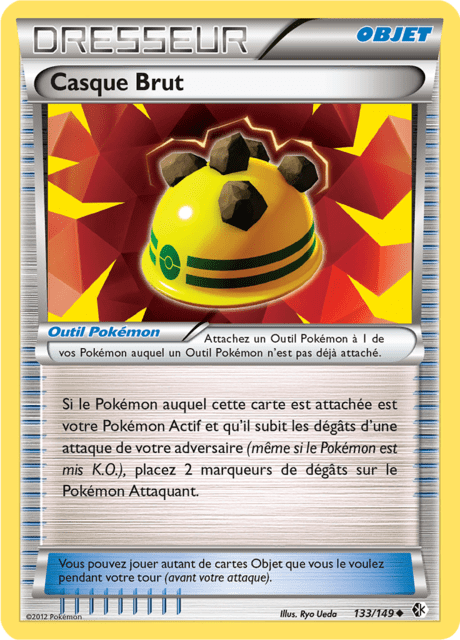 DRESSEUR
OBJET
Casque Brut
Outil Pokémon
Attachez un Outil Pokémon à 1 de
vos Pokémon auquel un Outil Pokémon n'est pas déjà attaché.
Si le Pokémon auquel cette carte est attachée est
votre Pokémon Actif et qu'il subit les dégâts d'une
attaque de votre adversaire (même si le Pokémon est
mis K.O.), placez 2 marqueurs de dégâts sur le
Pokémon Attaquant.
Vous pouvez jouer autant de cartes Objet que vous le voulez
pendant votre tour (avant votre attaque).
©2012 Pokémon
Illus. Ryo Ueda
133/149